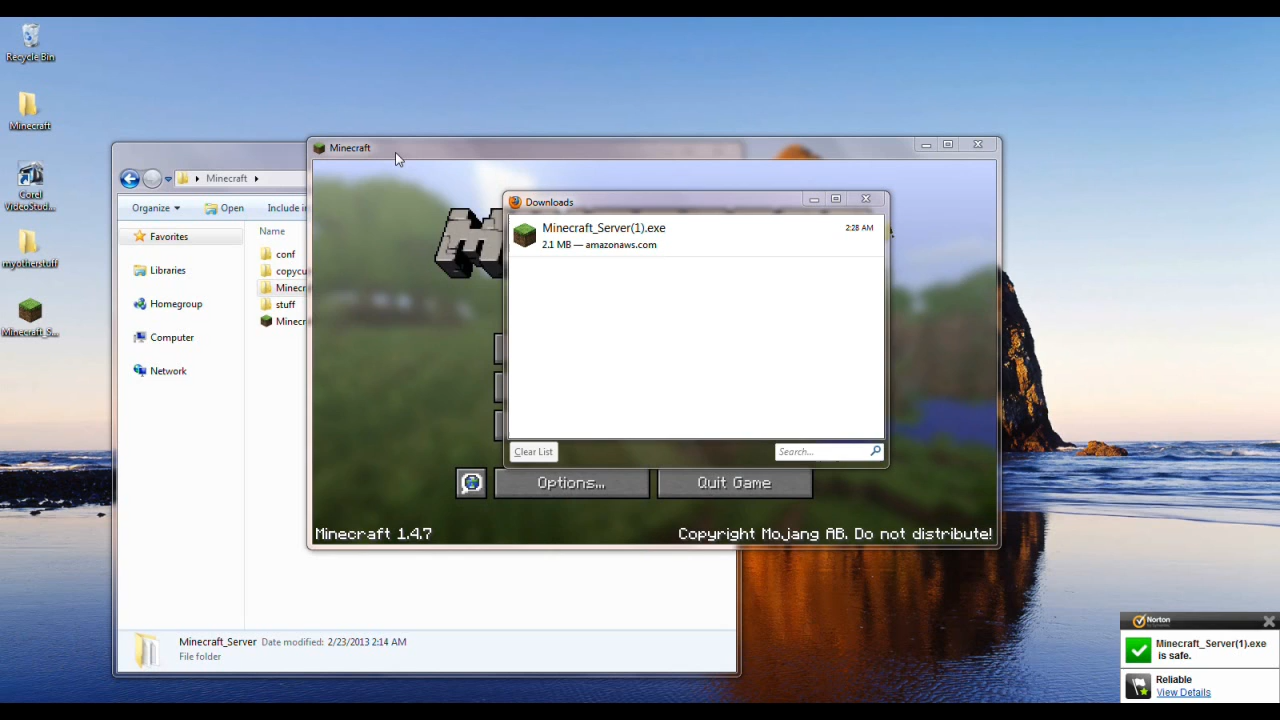 Recycle Bin
Minecraft
Corel
VideoStud...
myotherstuff
Minecraft_S...
Minecraft
Organize
Open
Include in
Favorites
Libraries
Homegroup
Computer
Network
Name
conf
copycu
Minecr
stuff
Minecr
Minecraft_Server Date modified: 2/23/2013 2:14 AM
File folder
Minecraft
Options...
Quit Game
Minecraft 1.4.7
Copyright Mojang AB. Do not distribute!
Downloads
Minecraft_Server(1).exe
2:28 AM
2.1 MB — amazonaws.com
Clear List
Search...
Norton
Minecraft_Server(1).exe
is safe.
Reliable
View Details